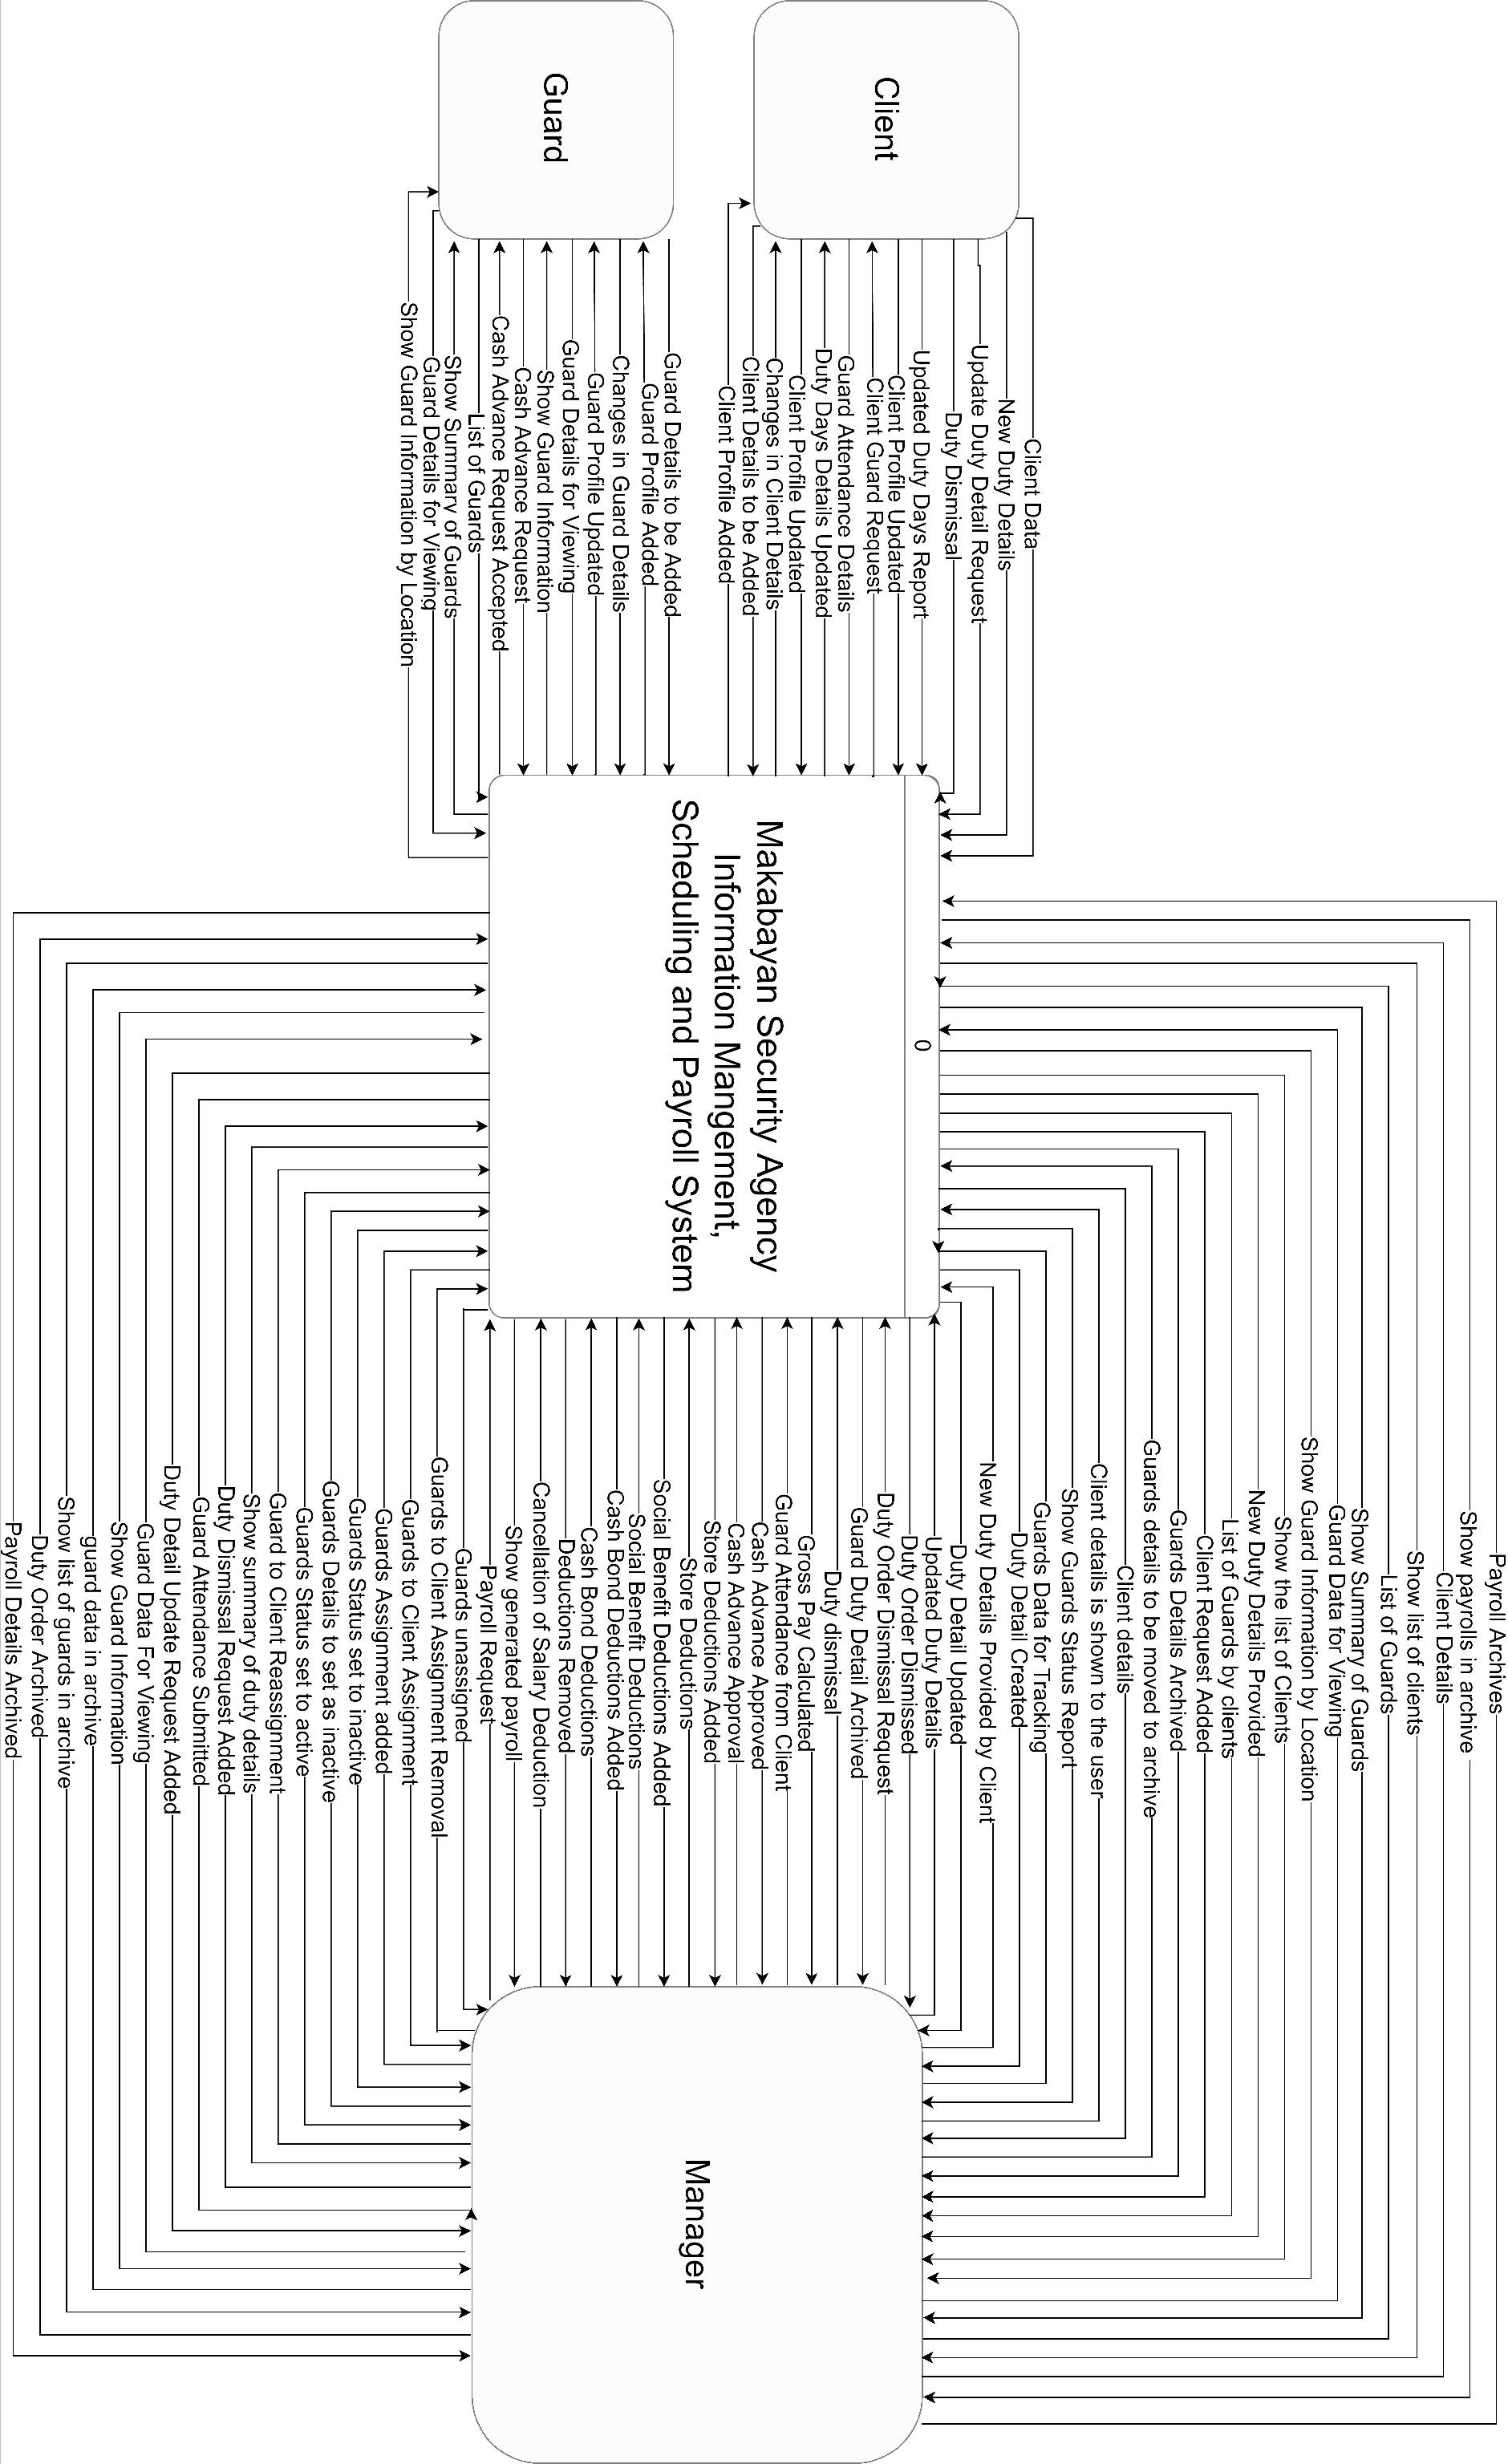 Payroll Archives
Show payrolls in archive
Client Details
Show list of clients
List of Guards
Show Summary of Guards
Guard Data for Viewing
Show Guard Information by Location
Show the list of Clients
New Duty Details Provided
List of Guards by clients
Client Request Added
Guards Details Archived
Guards details to be moved to archive
Client details
Client details is shown to the user
Show Guards Status Report
Guards Data for Tracking
Duty Detail Created
New Duty Details Provided by Client
Duty Detail Updated
Updated Duty Details
Duty Order Dismissed
Duty Order Dismissal Request
Guard Duty Detail Archived
Duty dismissal
Gross Pay Calculated
Guard Attendance from Client
Cash Advance Approved
Cash Advance Approval
Store Deductions Added
Store Deductions
Social Benefit Deductions Added
Social Benefit Deductions
Cash Bond Deductions Added
Cash Bond Deductions
Deductions Removed
Cancellation of Salary Deduction
Show generated payroll
Payroll Request
Guards unassigned
Guards to Client Assignment Removal
Guards to Client Assignment
Guards Assignment added
Guards Status set to inactive
Guards Details to set as inactive
Guards Status set to active
Guard to Client Reassignment
Show summary of duty details
Duty Dismissal Request Added
Guard Attendance Submitted
Duty Detail Update Request Added
Guard Data For Viewing
Show Guard Information
guard data in archive
Show list of guards in archive
Duty Order Archived
Payroll Details Archived
Client Data
New Duty Details
Update Duty Detail Request
Duty Dismissal
Updated Duty Days Report
Client Profile Updated
Client Guard Request
Guard Attendance Details
Duty Days Details Updated
Client Profile Updated
Changes in Client Details
Client Details to be Added
Client Profile Added
Guard Details to be Added
Guard Profile Added
Changes in Guard Details
Guard Profile Updated
Guard Details for Viewing
Show Guard Information
Cash Advance Request
Cash Advance Request Accepted
List of Guards
Show Summary of Guards
Guard Details for Viewing
Show Guard Information by Location
Client
Guard
0
Makabayan Security Agency
Information Mangement,
Scheduling and Payroll System
Manager